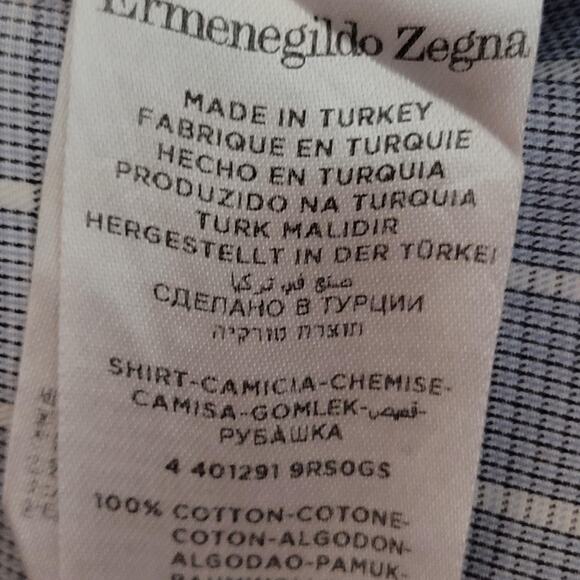 Ermenegildo Zegna
MADE IN TURKEY
FABRIQUE EN TURQUIE
HECHO EN TURQUIA
PRODUZIDO NA TURQUIA
TURK MALIDIR
HERGESTELLT IN DER TÜRKEI
صنع في تركيا
СДЕЛАНО В ТУРЦИИ
תוצרת טורקיה
SHIRT-CAMICIA-CHEMISE-
CAMISA-GOMLEK-قميص-
РУБАШКА
4 401291 9RS0GS
100% COTTON-COTONE-
COTON-ALGODON-
ALGODAO-PAMUK-